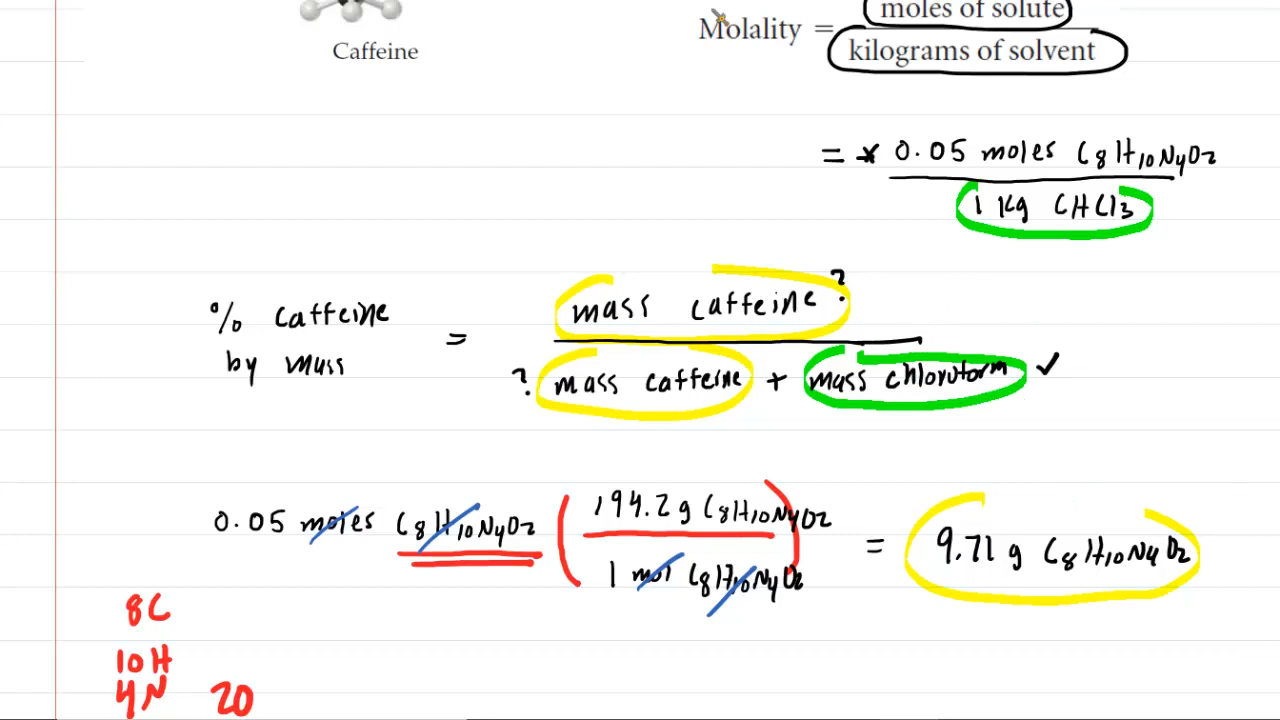 moles of solute
Molality =
kilograms of solvent
Caffeine
= * 0.05 moles C8H10N4O2
1 Kg CHCl3
% Caffeine
by mass
=
mass caffeine ?
? mass caffeine + mass chloroform ✓
0.05 moles C8H10N4O2 ( 194.2 g C8H10N4O2
1 mol C8H10N4O2 ) = 9.71 g C8H10N4O2
8C
10H
4N 2O